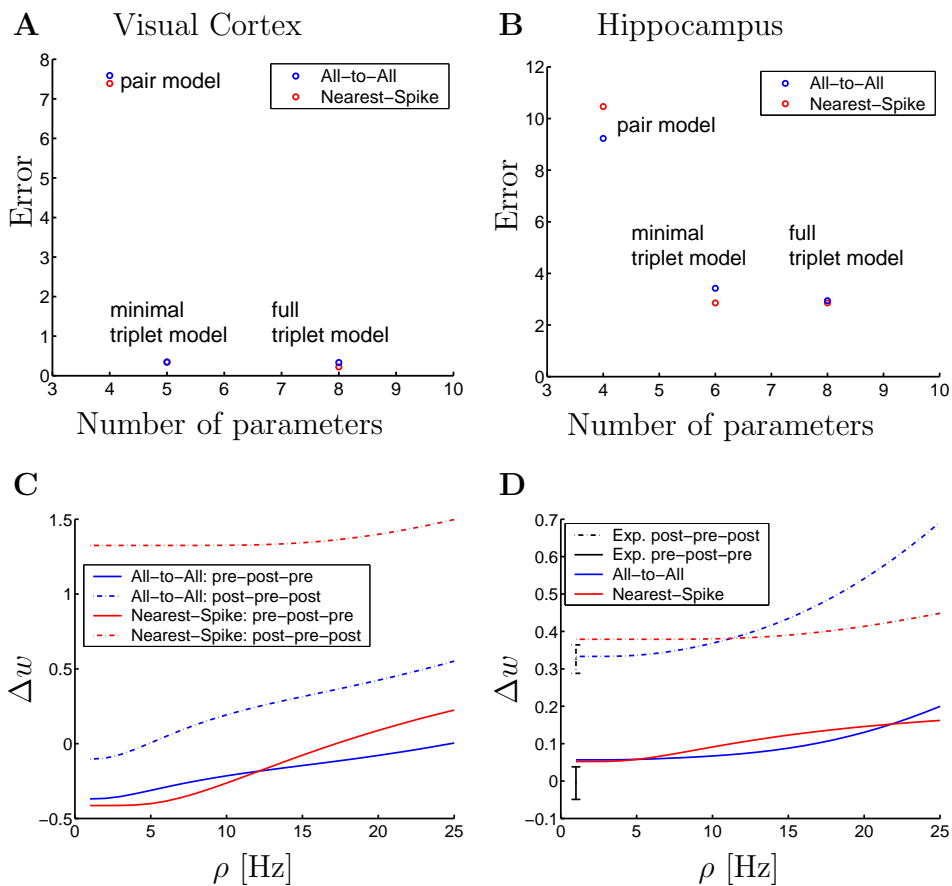 A Visual Cortex
8
7
6
5
4
3
2
1
0
Error
pair model
All-to-All
Nearest-Spike
minimal
triplet model
full
triplet model
3 4 5 6 7 8 9 10
Number of parameters
B Hippocampus
12
10
8
6
4
2
0
Error
All-to-All
Nearest-Spike
pair model
minimal
triplet model
full
triplet model
3 4 5 6 7 8 9 10
Number of parameters
C
1.5
1
0.5
0
-0.5
Δw
All-to-All: pre-post-pre
All-to-All: post-pre-post
Nearest-Spike: pre-post-pre
Nearest-Spike: post-pre-post
0 5 10 15 20 25
ρ [Hz]
D
0.7
0.6
0.5
0.4
0.3
0.2
0.1
0
-0.1
Δw
Exp. post-pre-post
Exp. pre-post-pre
All-to-All
Nearest-Spike
0 5 10 15 20 25
ρ [Hz]